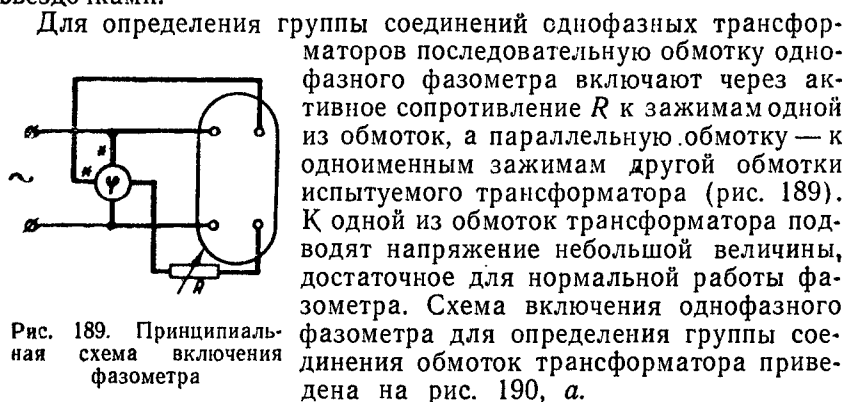 Для определения группы соединений однофазных трансфор-
маторов последовательную обмотку одно-
фазного фазометра включают через ак-
тивное сопротивление R к зажимам одной
из обмоток, а параллельную обмотку — к
одноименным зажимам другой обмотки
испытуемого трансформатора (рис. 189).
К одной из обмоток трансформатора под-
водят напряжение небольшой величины,
достаточное для нормальной работы фа-
зометра. Схема включения однофазного
фазометра для определения группы сое-
динения обмоток трансформатора приве-
дена на рис. 190, а.
* 
*
~
φ
R
Рис. 189. Принципиаль-
ная схема включения
фазометра